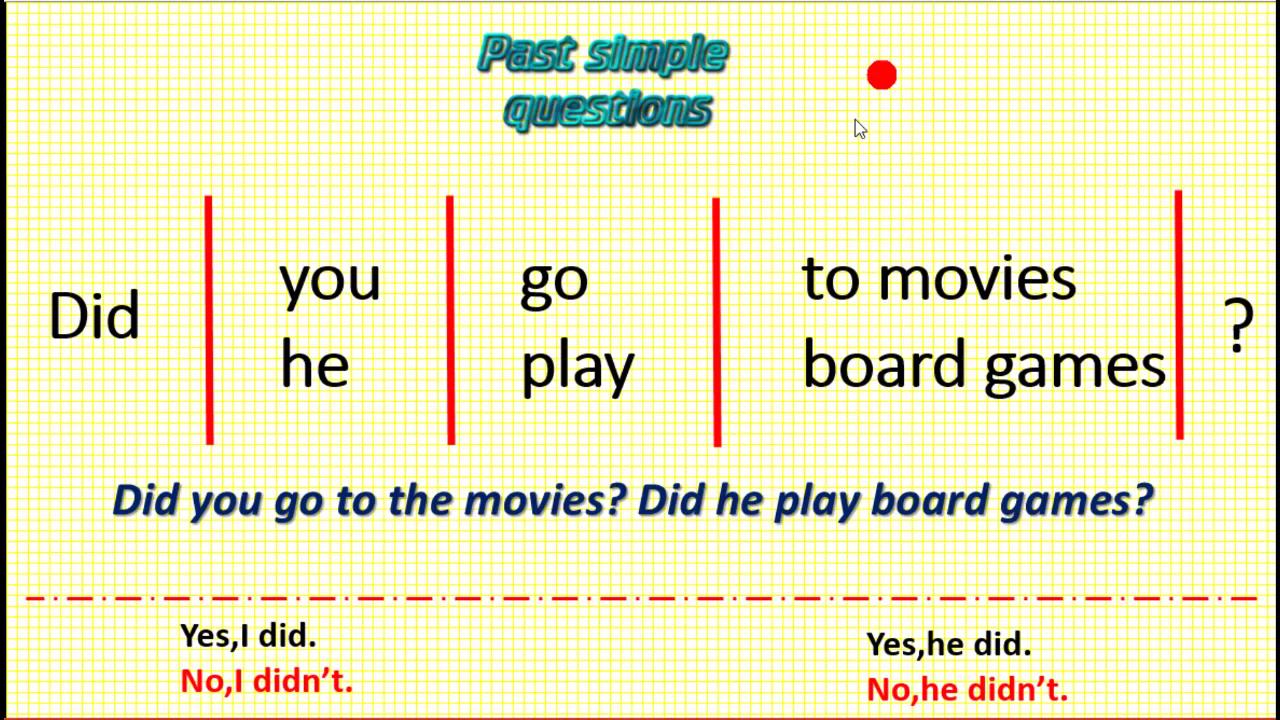 Past simple
questions
Did
you
he
go
play
to movies
board games
?
Did you go to the movies? Did he play board games?
Yes,I did.
No,I didn’t.
Yes,he did.
No,he didn’t.